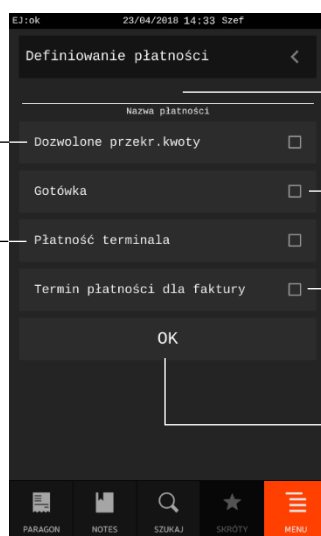 EJ:ok 23/04/2018 14:33 Szef
Definiowanie płatności
Nazwa płatności
Dozwolone przekr.kwoty
Gotówka
Płatność terminala
Termin płatności dla faktury
OK
PARAGON NOTES SZUKAJ SKRÓTY MENU